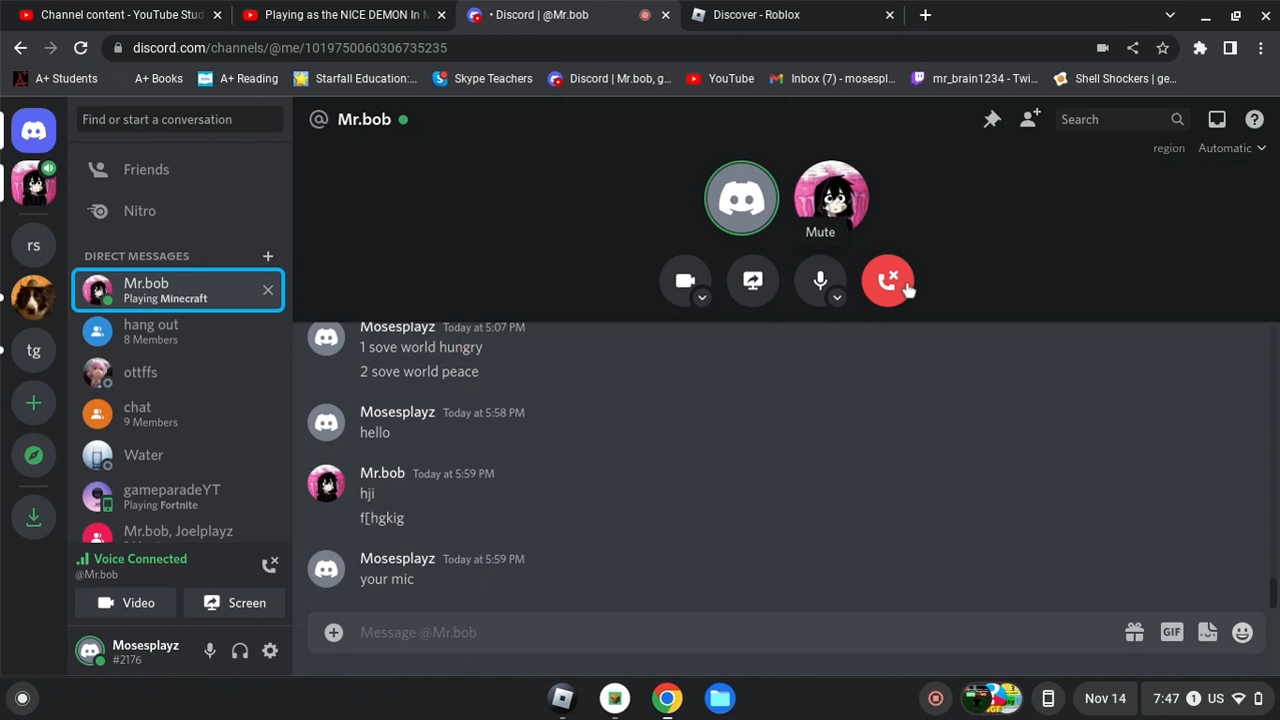 Channel content - YouTube Stud
Playing as the NICE DEMON In M
• Discord | @Mr.bob
Discover - Roblox
discord.com/channels/@me/1019750060306735235
A+ Students
A+ Books
A+ Reading
Starfall Education:...
Skype Teachers
Discord | Mr.bob, g...
YouTube
Inbox (7) - mosespl...
mr_brain1234 - Twi...
Shell Shockers | ge...
Find or start a conversation
Mr.bob
Search
region Automatic
Friends
Nitro
DIRECT MESSAGES
Mute
rs
Mr.bob
Playing Minecraft
hang out
8 Members
tg
ottffs
chat
9 Members
Water
gameparadeYT
Playing Fortnite
Mr.bob, Joelplayz
Mosesplayz Today at 5:07 PM
1 sove world hungry
2 sove world peace
Mosesplayz Today at 5:58 PM
hello
Mr.bob Today at 5:59 PM
hji
f[hgkig
Mosesplayz Today at 5:59 PM
your mic
Voice Connected
@Mr.bob
Video
Screen
Message @Mr.bob
GIF
Mosesplayz
#2176
Nov 14
7:47 1 US